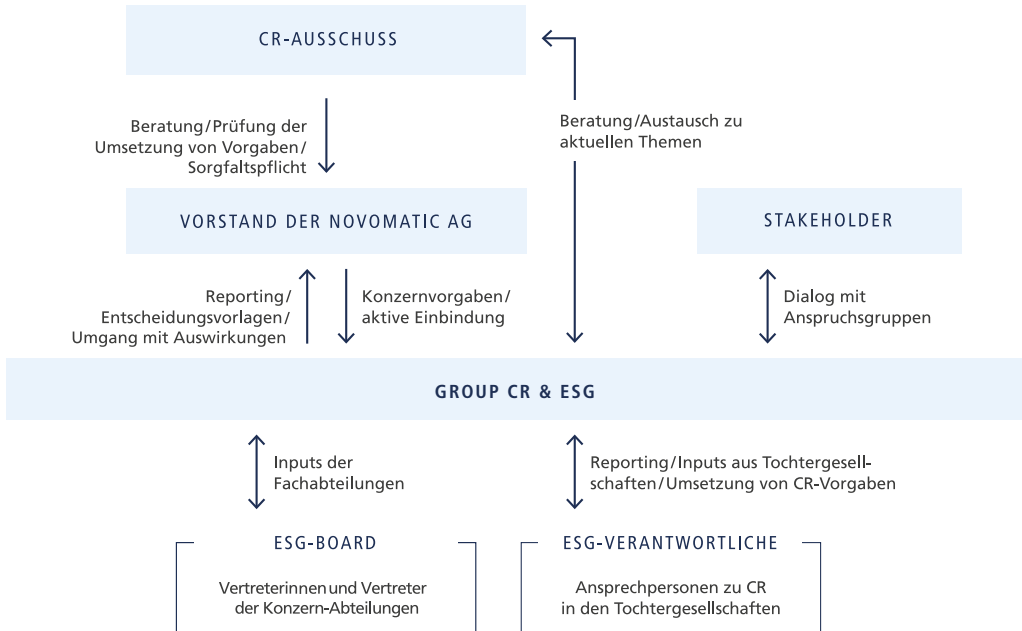 CR-AUSSCHUSS
Beratung/Prüfung der
Umsetzung von Vorgaben/
Sorgfaltspflicht
Beratung/Austausch zu
aktuellen Themen
VORSTAND DER NOVOMATIC AG
STAKEHOLDER
Reporting/
Entscheidungsvorlagen/
Umgang mit Auswirkungen
Konzernvorgaben/
aktive Einbindung
Dialog mit
Anspruchsgruppen
GROUP CR & ESG
Inputs der
Fachabteilungen
Reporting/Inputs aus Tochtergesell-
schaften/Umsetzung von CR-Vorgaben
ESG-BOARD
Vertreterinnen und Vertreter
der Konzern-Abteilungen
ESG-VERANTWORTLICHE
Ansprechpersonen zu CR
in den Tochtergesellschaften